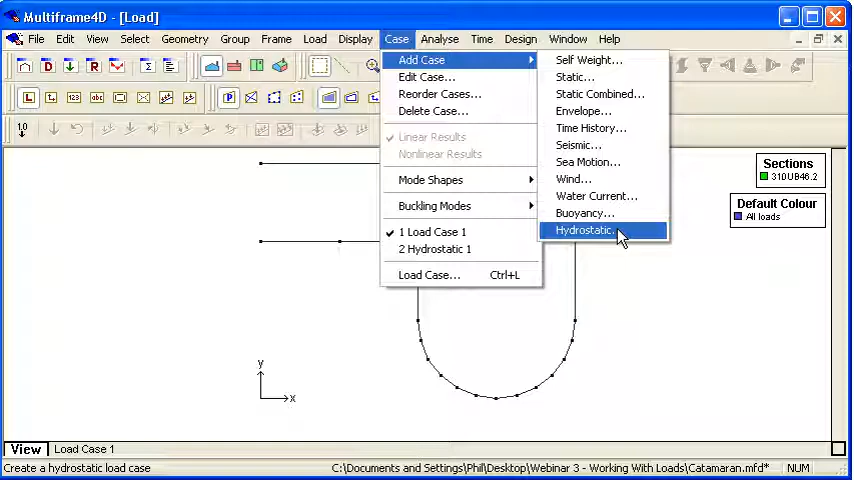 Multiframe4D - [Load]
File Edit View Select Geometry Group Frame Load Display Case Analyse Time Design Window Help
Add Case
Edit Case...
Reorder Cases...
Delete Case...
Linear Results
Nonlinear Results
Mode Shapes
Buckling Modes
1 Load Case 1
2 Hydrostatic 1
Load Case... Ctrl+L
Self Weight...
Static...
Static Combined...
Envelope...
Time History...
Seismic...
Sea Motion...
Wind...
Water Current...
Buoyancy...
Hydrostatic...
L
P
1.0
Sections
310UB46.2
Default Colour
All loads
y
x
View Load Case 1
Create a hydrostatic load case
C:\Documents and Settings\Phil\Desktop\Webinar 3 - Working With Loads\Catamaran.mfd* NUM